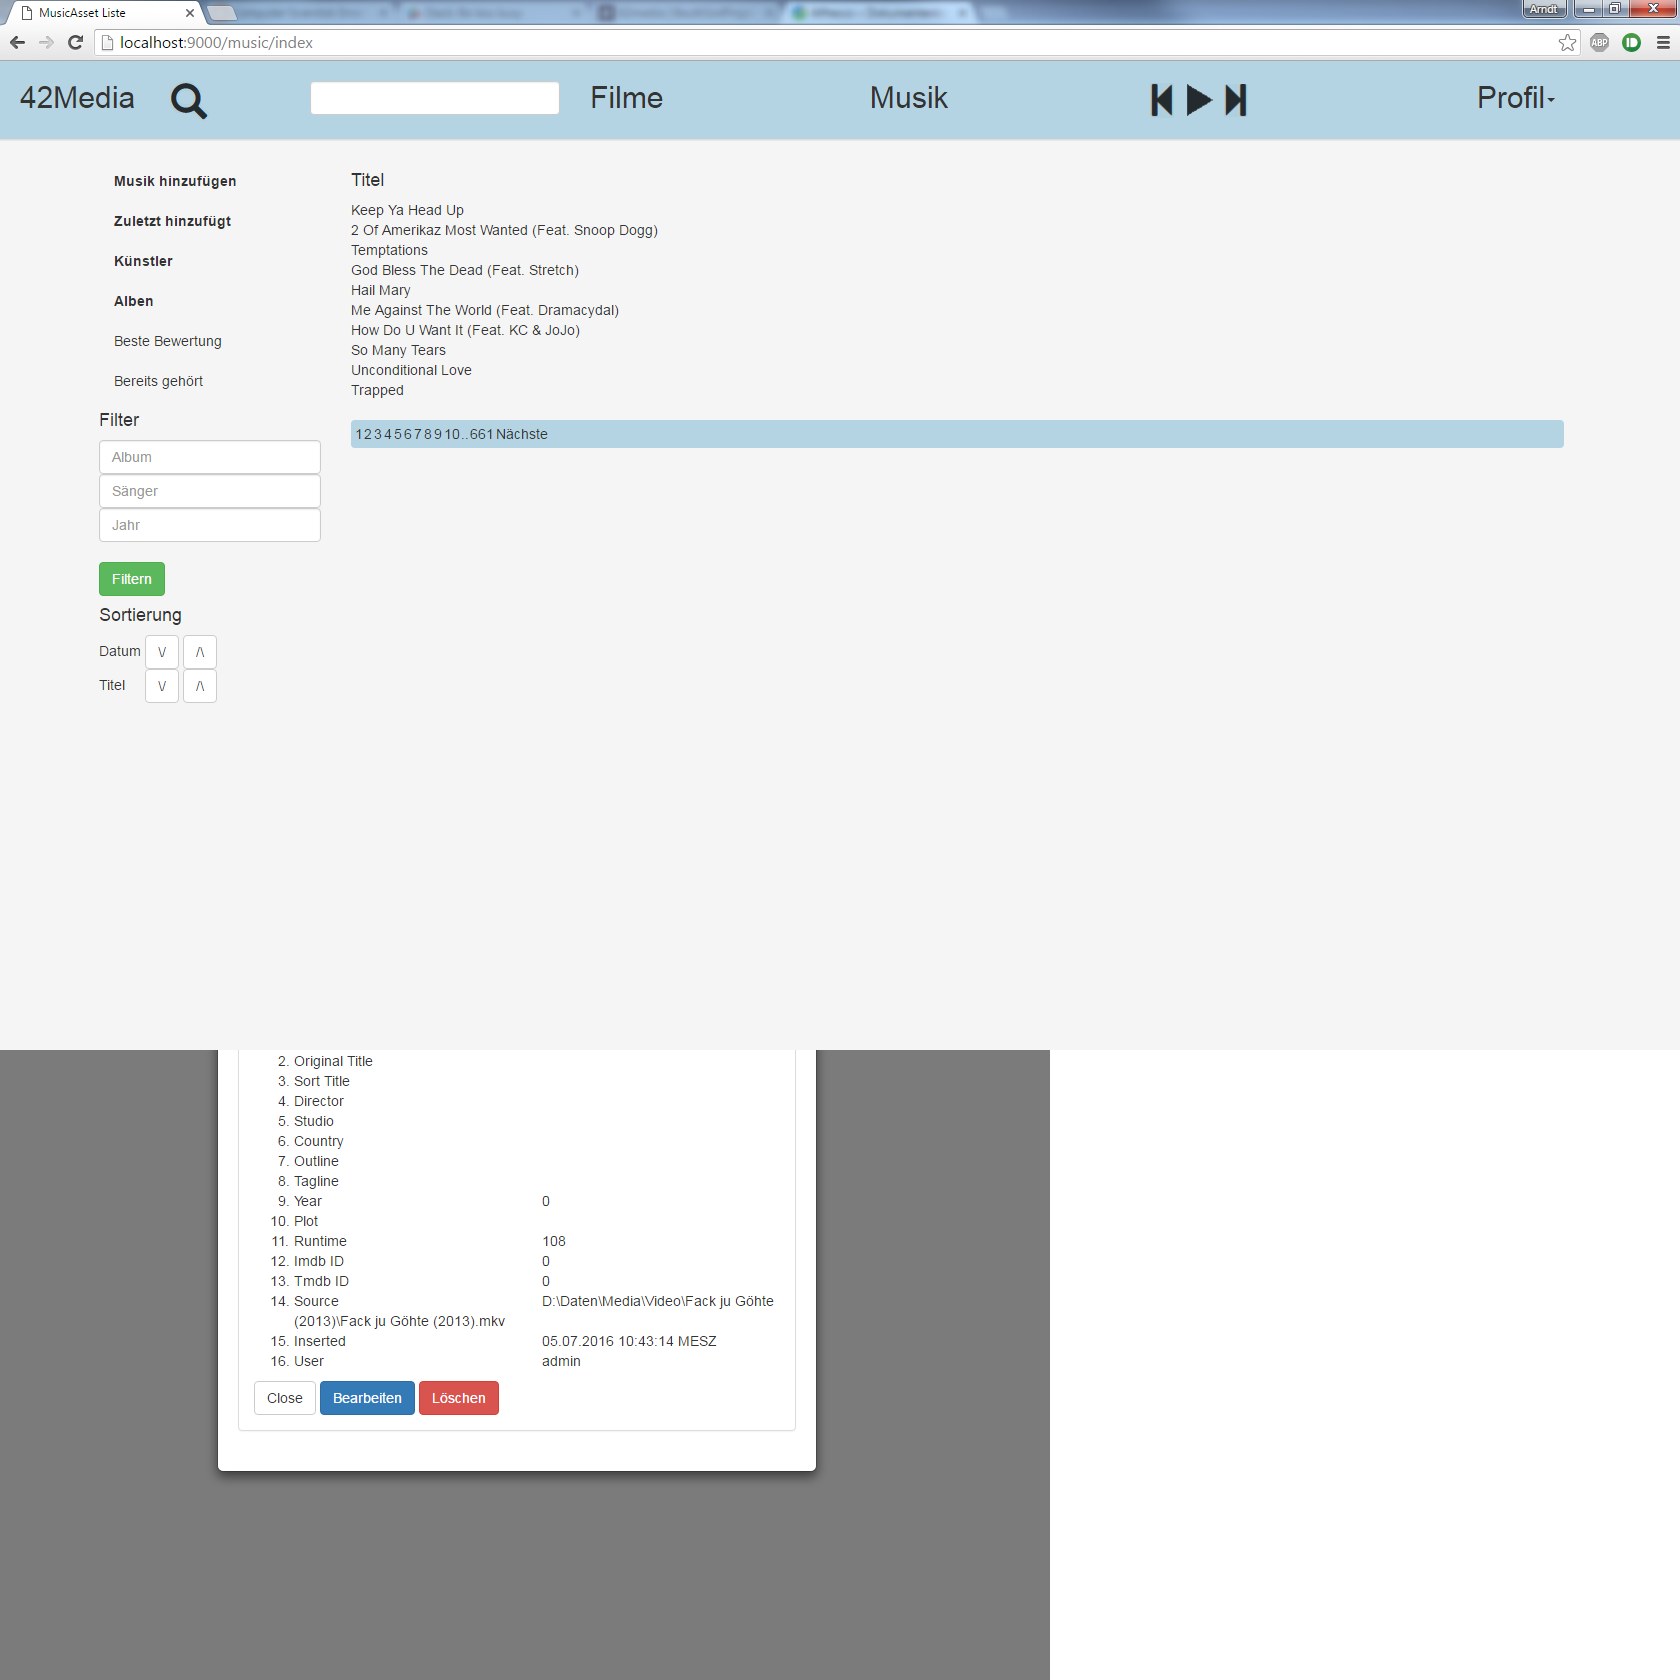 MusicAsset Liste
Arndt
localhost:9000/music/index
ABP
42Media
Filme
Musik
Profil
Musik hinzufügen
Zuletzt hinzufügt
Künstler
Alben
Beste Bewertung
Bereits gehört
Filter
Album
Sänger
Jahr
Filtern
Sortierung
Datum \/ /\
Titel \/ /\
Titel
Keep Ya Head Up
2 Of Amerikaz Most Wanted (Feat. Snoop Dogg)
Temptations
God Bless The Dead (Feat. Stretch)
Hail Mary
Me Against The World (Feat. Dramacydal)
How Do U Want It (Feat. KC & JoJo)
So Many Tears
Unconditional Love
Trapped
1 2 3 4 5 6 7 8 9 10 .. 661 Nächste
2. Original Title
3. Sort Title
4. Director
5. Studio
6. Country
7. Outline
8. Tagline
9. Year 0
10. Plot
11. Runtime 108
12. Imdb ID 0
13. Tmdb ID 0
14. Source D:\Daten\Media\Video\Fack ju Göhte
(2013)\Fack ju Göhte (2013).mkv
15. Inserted 05.07.2016 10:43:14 MESZ
16. User admin
Close Bearbeiten Löschen